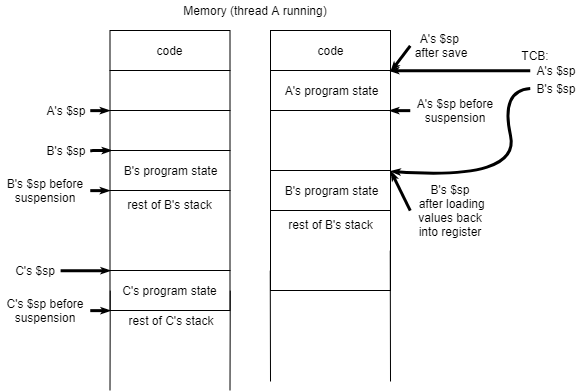 Memory (thread A running)
code
A's $sp
B's $sp
B's program state
B's $sp before
suspension
rest of B's stack
C's $sp
C's program state
C's $sp before
suspension
rest of C's stack
code
A's $sp
after save
TCB:
A's $sp
B's $sp
A's program state
A's $sp before
suspension
B's program state
B's $sp
after loading
values back
into register
rest of B's stack